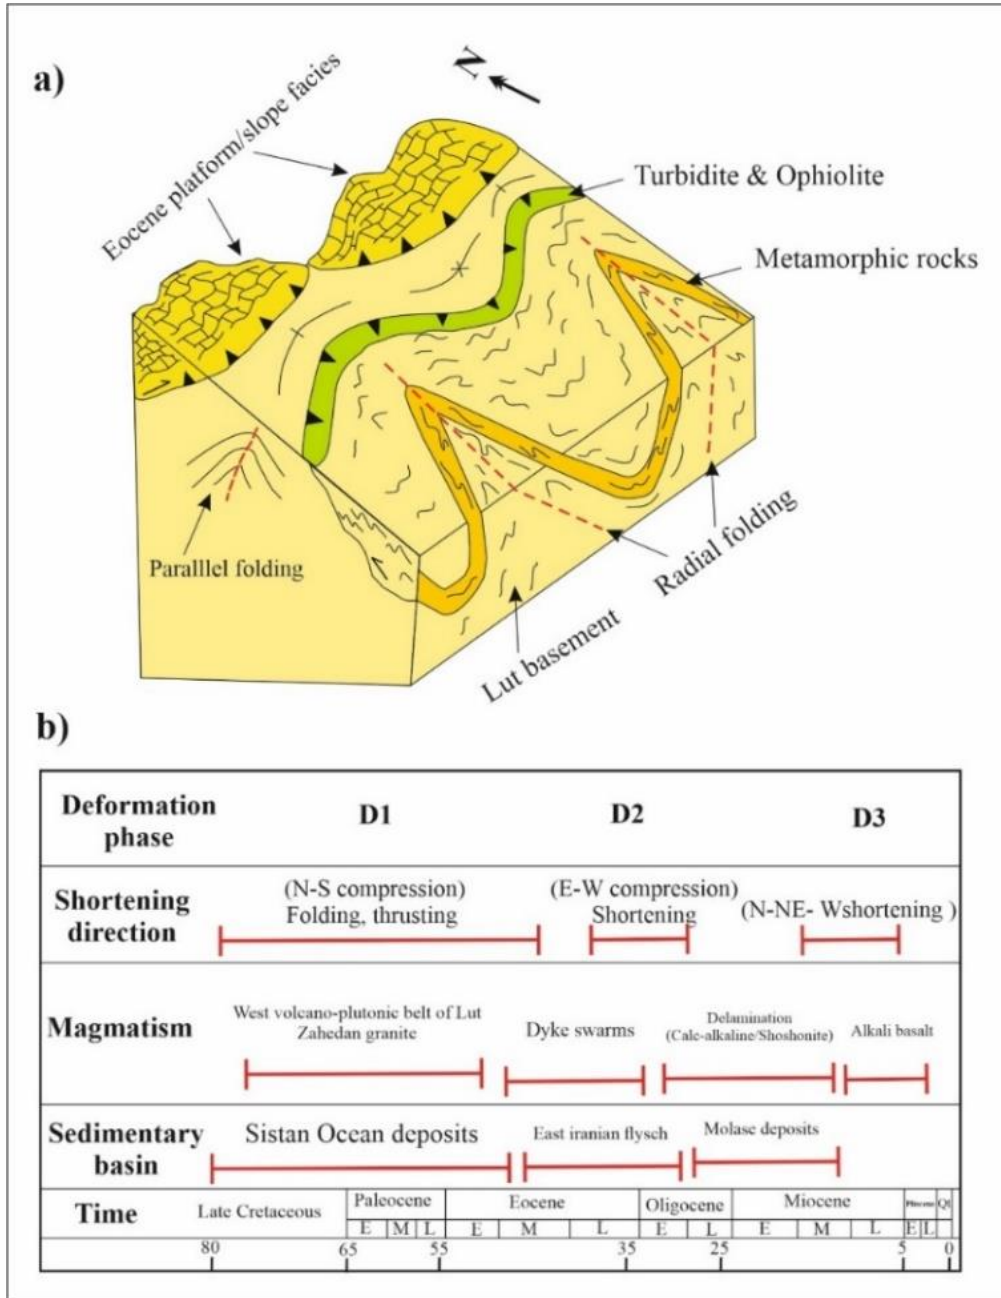 a)
N
Eocene platform/slope facies
Turbidite & Ophiolite
Metamorphic rocks
Paralllel folding
Radial folding
Lut basement
b)
Deformation
phase
D1
D2
D3
Shortening
direction
(N-S compression)
Folding, thrusting
(E-W compression)
Shortening
(N-NE- Wshortening )
Magmatism
West volcano-plutonic belt of Lut
Zahedan granite
Dyke swarms
Delamination
(Calc-alkaline/Shoshonite)
Alkali basalt
Sedimentary
basin
Sistan Ocean deposits
East iranian flysch
Molase deposits
Time
Late Cretaceous
Paleocene
Eocene
Oligocene
Miocene
Pliocene
E M L E M L E L E M L E L
80 65 55 35 25 5 0